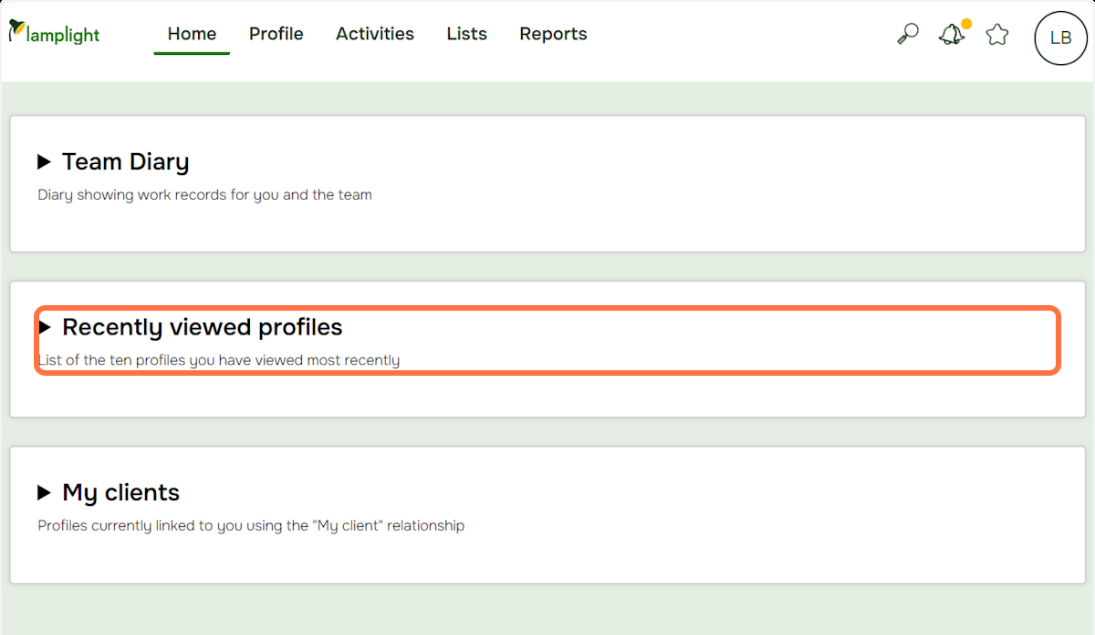 lamplight
Home Profile Activities Lists Reports
LB
Team Diary
Diary showing work records for you and the team
Recently viewed profiles
List of the ten profiles you have viewed most recently
My clients
Profiles currently linked to you using the "My client" relationship